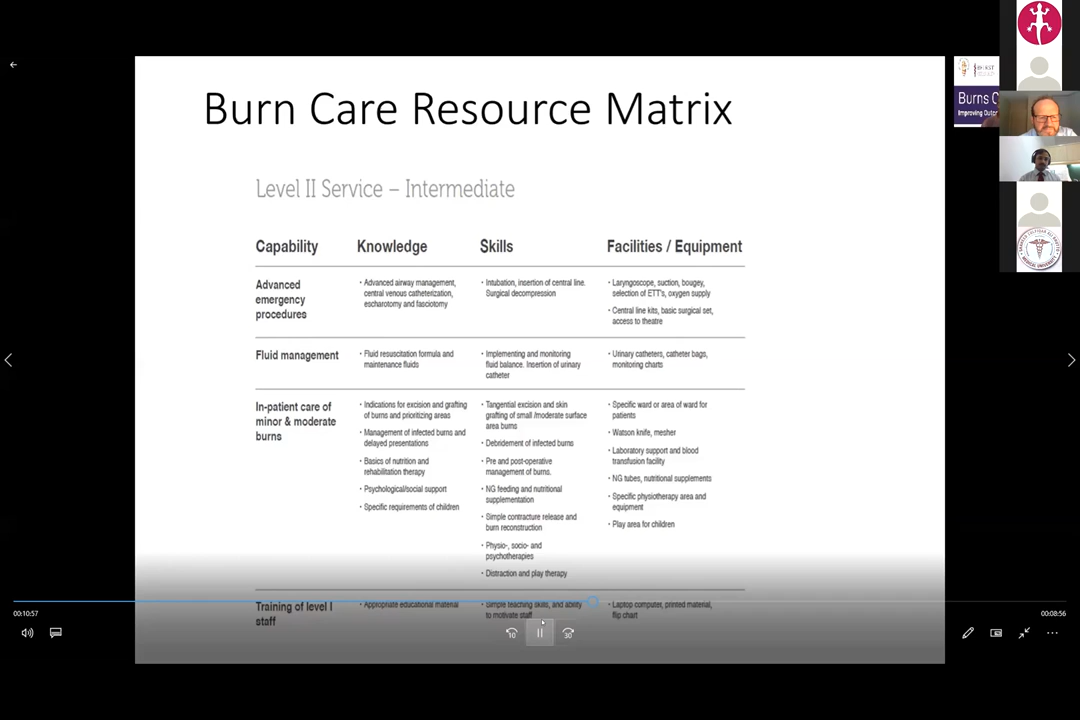 Burn Care Resource Matrix
Burns C
Improving Outco
Level II Service – Intermediate
Capability Knowledge Skills Facilities / Equipment
Advanced
emergency
procedures
· Advanced airway management,
central venous catheterization,
escharotomy and fasciotomy
· Intubation, insertion of central line.
Surgical decompression
· Laryngoscope, suction, bougey,
selection of ETT's, oxygen supply
· Central line kits, basic surgical set,
access to theatre
Fluid management
· Fluid resuscitation formula and
maintenance fluids
· Implementing and monitoring
fluid balance. Insertion of urinary
catheter
· Urinary catheters, catheter bags,
monitoring charts
In-patient care of
minor & moderate
burns
· Indications for excision and grafting
of burns and prioritizing areas
· Management of infected burns and
delayed presentations
· Basics of nutrition and
rehabilitation therapy
· Psychological/social support
· Specific requirements of children
· Tangential excision and skin
grafting of small /moderate surface
area burns
· Debridement of infected burns
· Pre and post-operative
management of burns.
· NG feeding and nutritional
supplementation
· Simple contracture release and
burn reconstruction
· Physio-, socio- and
psychotherapies
· Distraction and play therapy
· Specific ward or area of ward for
patients
· Watson knife, mesher
· Laboratory support and blood
transfusion facility
· NG tubes, nutritional supplements
· Specific physiotherapy area and
equipment
· Play area for children
Training of level I
staff
· Appropriate educational material
· Simple teaching skills, and ability
to motivate staff
· Laptop computer, printed material,
flip chart
00:10:57
00:08:56
10
30
MEDICAL UNIVERSITY